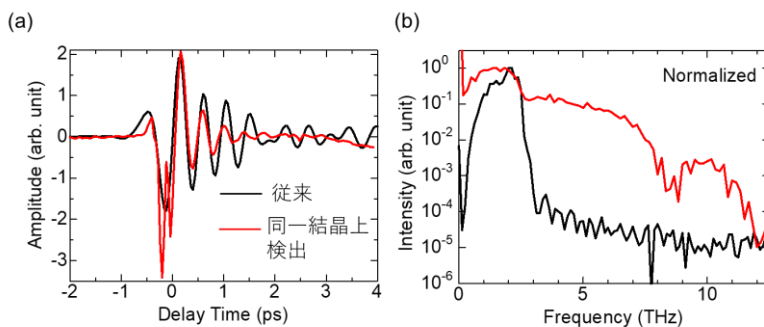 (a)
2
1
0
-1
-2
-3
Amplitude (arb. unit)
従来
同一結晶上
検出
-2
-1
0
1
2
3
4
Delay Time (ps)
(b)
10^0
10^-1
10^-2
10^-3
10^-4
10^-5
10^-6
Intensity (arb. unit)
Normalized
0
5
10
Frequency (THz)